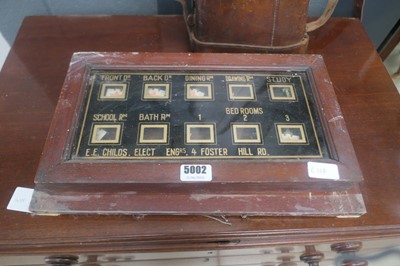 FRONT DR BACK DR DINING RM DRAWING RM STUDY
BED ROOMS
SCHOOL RM BATH RM 1 2 3
E.E. CHILDS, ELECT ENGRS, 4 FOSTER HILL RD.
5002